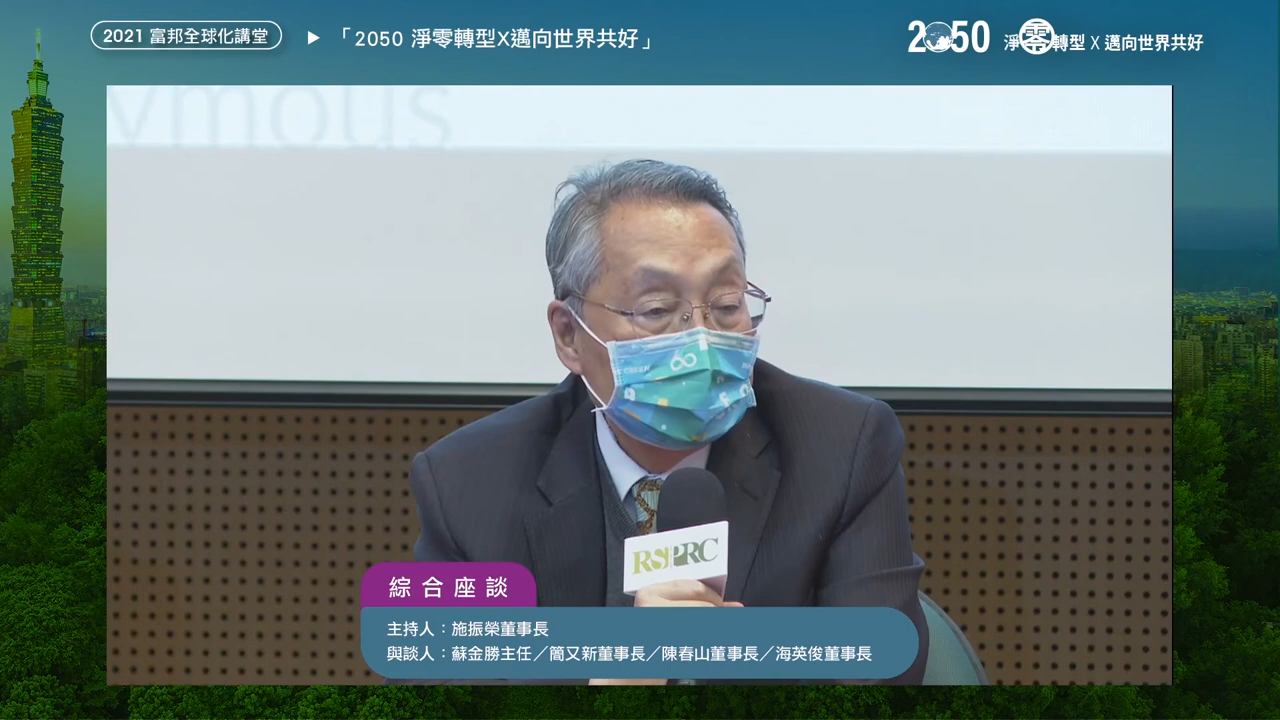 2021 富邦全球化講堂
「2050 淨零轉型X邁向世界共好」
2050 淨零轉型 X 邁向世界共好
ymous
GREEN
RSPRC
綜合座談
主持人：施振榮董事長
與談人：蘇金勝主任／簡又新董事長／陳春山董事長／海英俊董事長